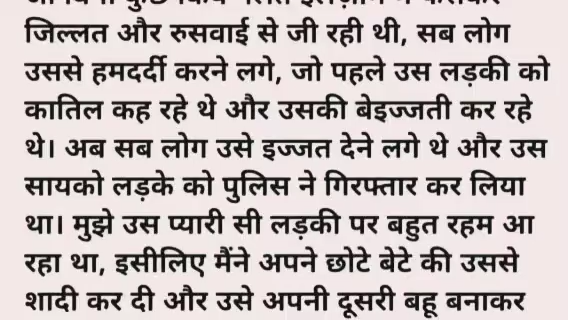 जिल्लत और रुसवाई से जी रही थी, सब लोग
उससे हमदर्दी करने लगे, जो पहले उस लड़की को
कातिल कह रहे थे और उसकी बेइज्जती कर रहे
थे। अब सब लोग उसे इज्जत देने लगे थे और उस
सायको लड़के को पुलिस ने गिरफ्तार कर लिया
था। मुझे उस प्यारी सी लड़की पर बहुत रहम आ
रहा था, इसीलिए मैंने अपने छोटे बेटे की उससे
शादी कर दी और उसे अपनी दूसरी बहू बनाकर